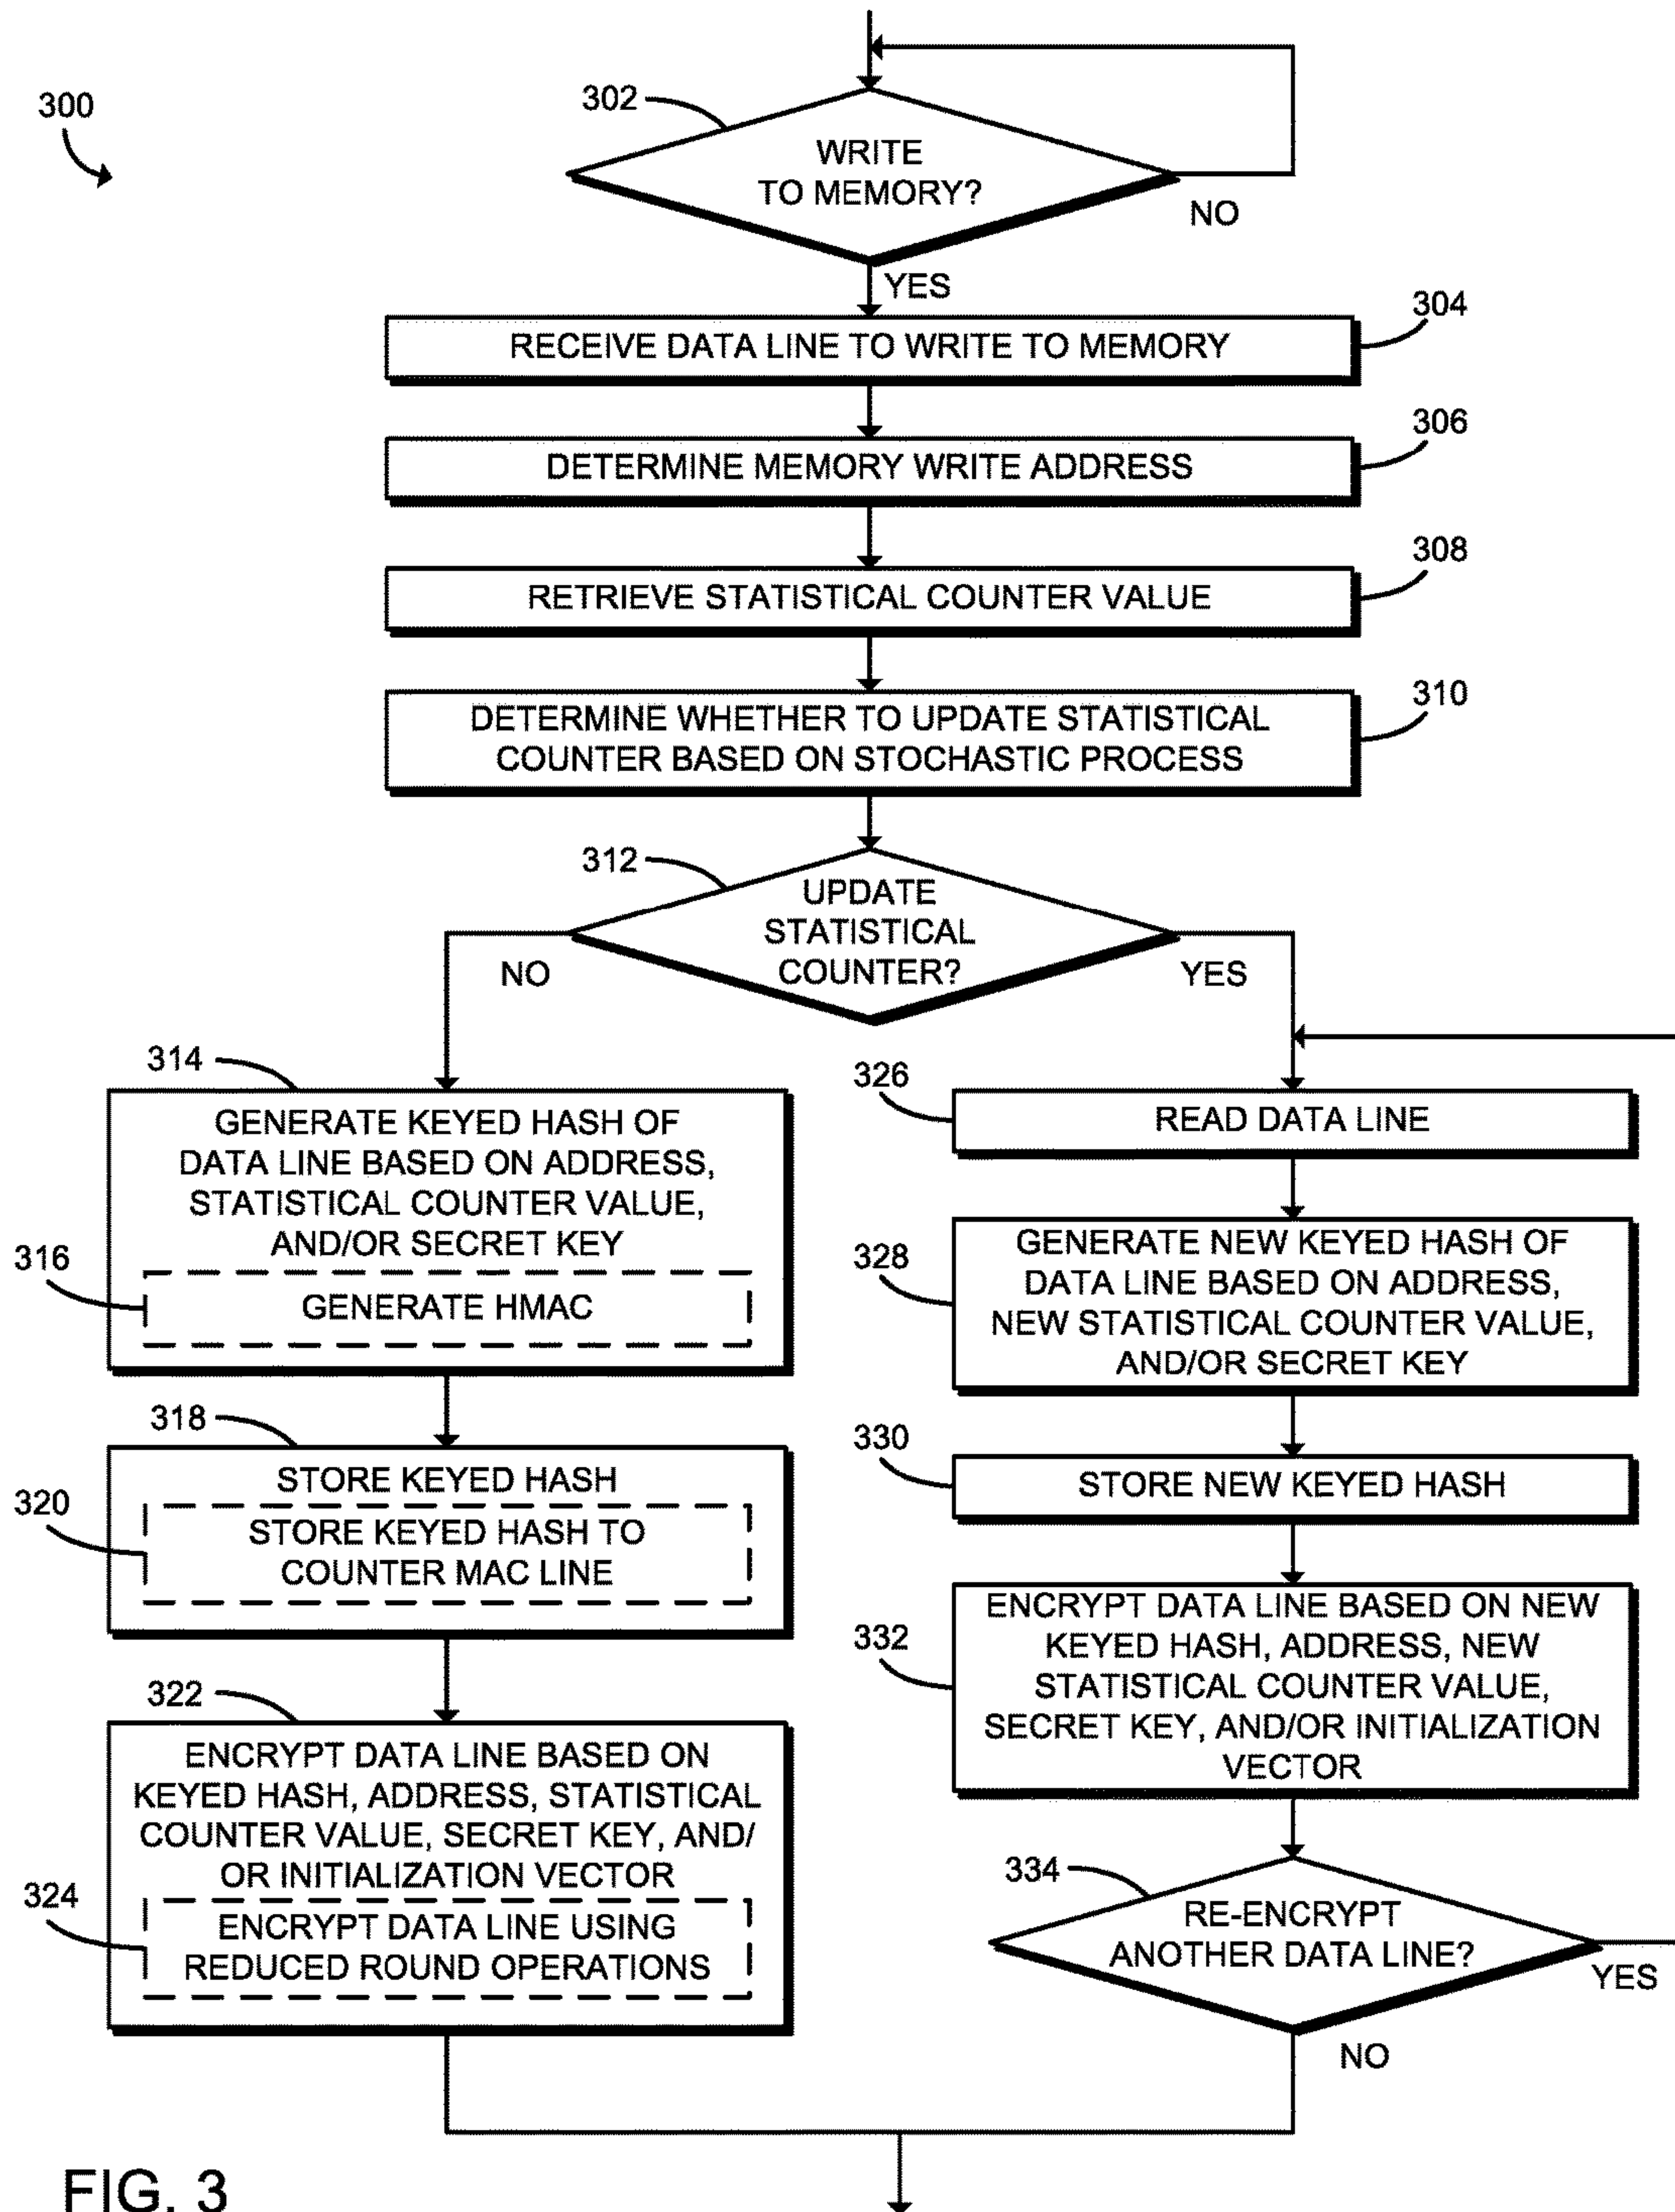 300
302
WRITE
TO MEMORY?
NO
YES
304
RECEIVE DATA LINE TO WRITE TO MEMORY
306
DETERMINE MEMORY WRITE ADDRESS
308
RETRIEVE STATISTICAL COUNTER VALUE
310
DETERMINE WHETHER TO UPDATE STATISTICAL
COUNTER BASED ON STOCHASTIC PROCESS
312
UPDATE
STATISTICAL
COUNTER?
NO
YES
314
GENERATE KEYED HASH OF
DATA LINE BASED ON ADDRESS,
STATISTICAL COUNTER VALUE,
AND/OR SECRET KEY
316
GENERATE HMAC
318
STORE KEYED HASH
320
STORE KEYED HASH TO
COUNTER MAC LINE
322
ENCRYPT DATA LINE BASED ON
KEYED HASH, ADDRESS, STATISTICAL
COUNTER VALUE, SECRET KEY, AND/
OR INITIALIZATION VECTOR
324
ENCRYPT DATA LINE USING
REDUCED ROUND OPERATIONS
326
READ DATA LINE
328
GENERATE NEW KEYED HASH OF
DATA LINE BASED ON ADDRESS,
NEW STATISTICAL COUNTER VALUE,
AND/OR SECRET KEY
330
STORE NEW KEYED HASH
332
ENCRYPT DATA LINE BASED ON NEW
KEYED HASH, ADDRESS, NEW
STATISTICAL COUNTER VALUE,
SECRET KEY, AND/OR INITIALIZATION
VECTOR
334
RE-ENCRYPT
ANOTHER DATA LINE?
YES
NO
FIG. 3